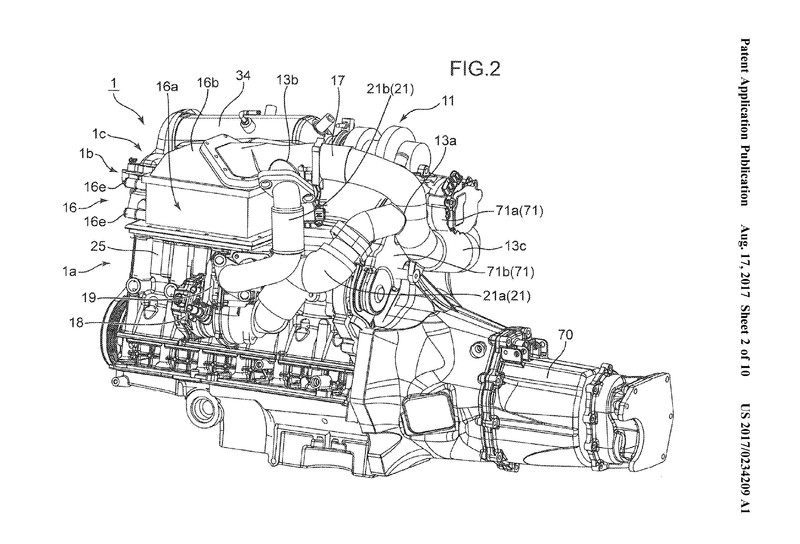 Patent Application Publication Aug. 17, 2017 Sheet 2 of 10 US 2017/0234209 A1
FIG.2
1
16a
16b
34
13b
17
21b(21)
11
1c
13a
1b
16e
16
16e
71a(71)
25
13c
1a
71b(71)
19
21a(21)
18
70